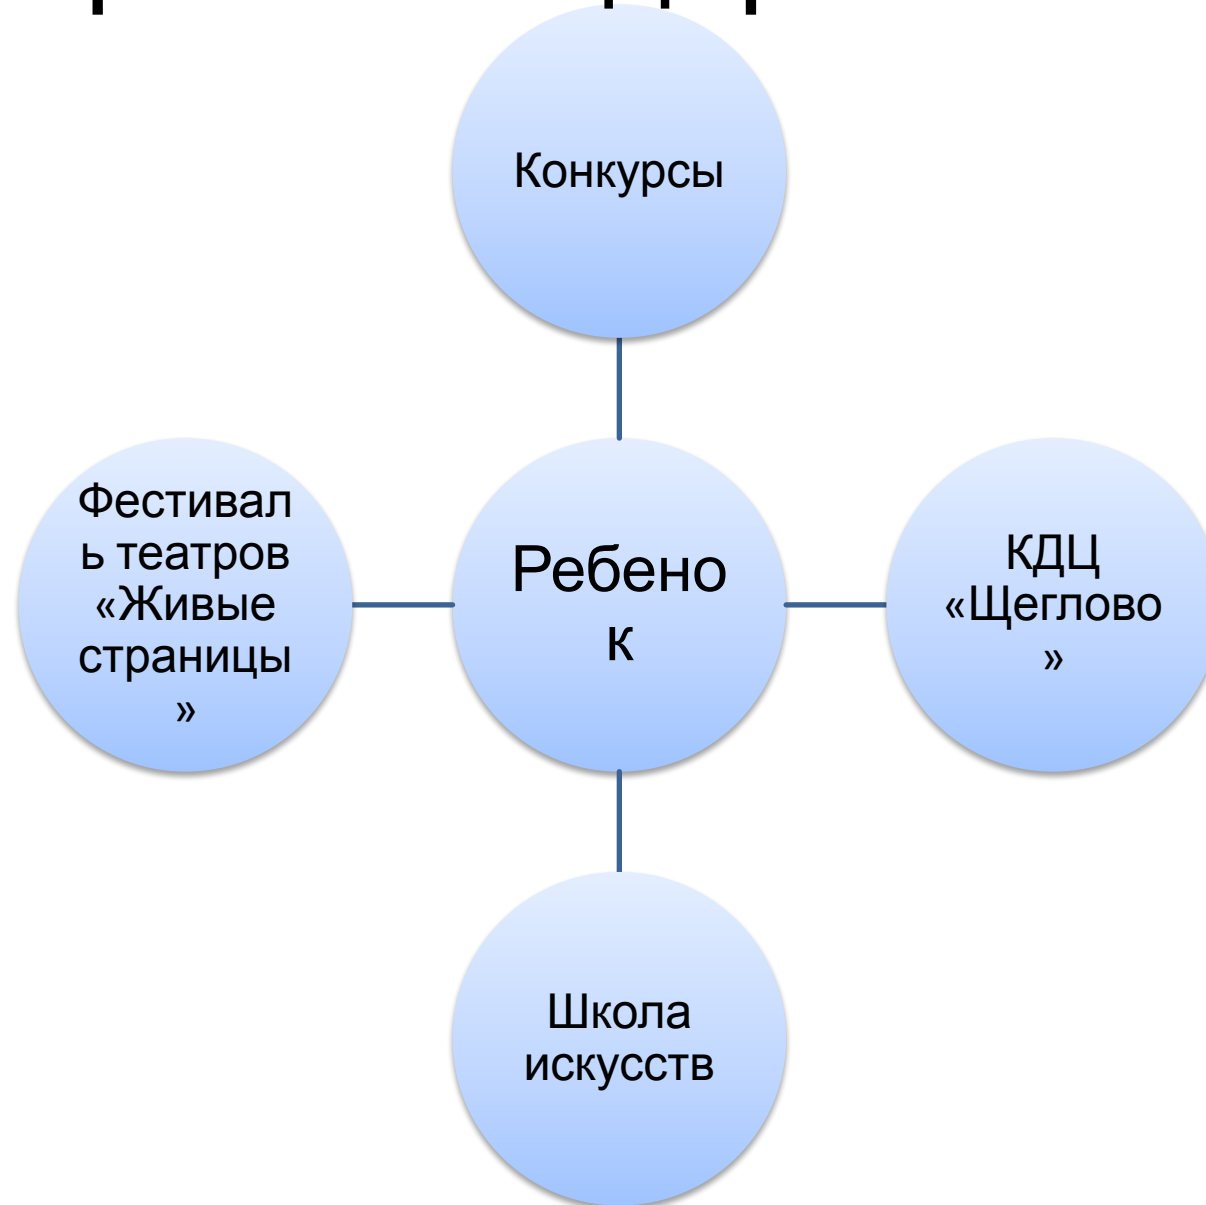 Конкурсы
Фестивал
ь театров
«Живые
страницы
»
Ребено
к
КДЦ
«Щеглово
»
Школа
искусств